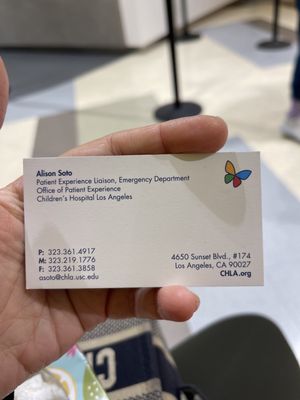 Alison Soto
Patient Experience Liaison, Emergency Department
Office of Patient Experience
Children's Hospital Los Angeles
P: 323.361.4917
M: 323.219.1776
F: 323.361.3858
asoto@chla.usc.edu
4650 Sunset Blvd., #174
Los Angeles, CA 90027
CHLA.org